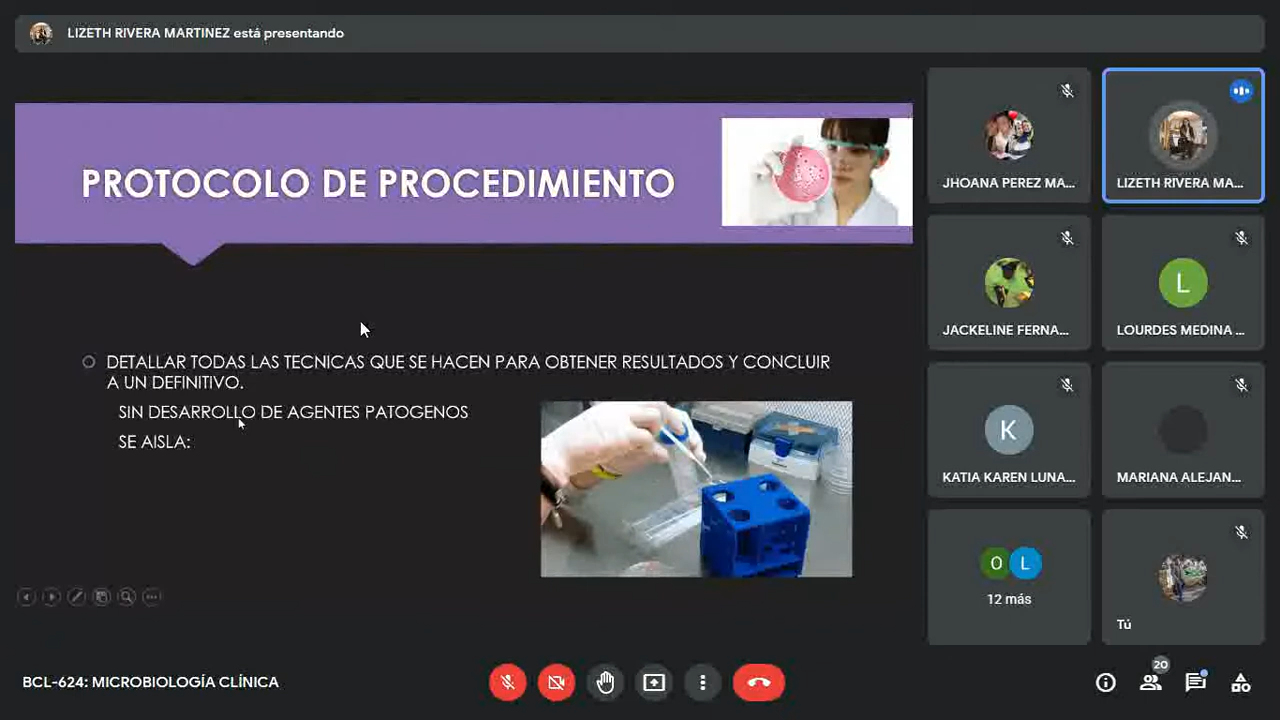 LIZETH RIVERA MARTINEZ está presentando
PROTOCOLO DE PROCEDIMIENTO
DETALLAR TODAS LAS TECNICAS QUE SE HACEN PARA OBTENER RESULTADOS Y CONCLUIR
A UN DEFINITIVO.
SIN DESARROLLO DE AGENTES PATOGENOS
SE AISLA:
JHOANA PEREZ MA...
LIZETH RIVERA MA...
JACKELINE FERNA...
L
LOURDES MEDINA ...
K
KATIA KAREN LUNA...
MARIANA ALEJAN...
O L
12 más
Tú
BCL-624: MICROBIOLOGÍA CLÍNICA
20